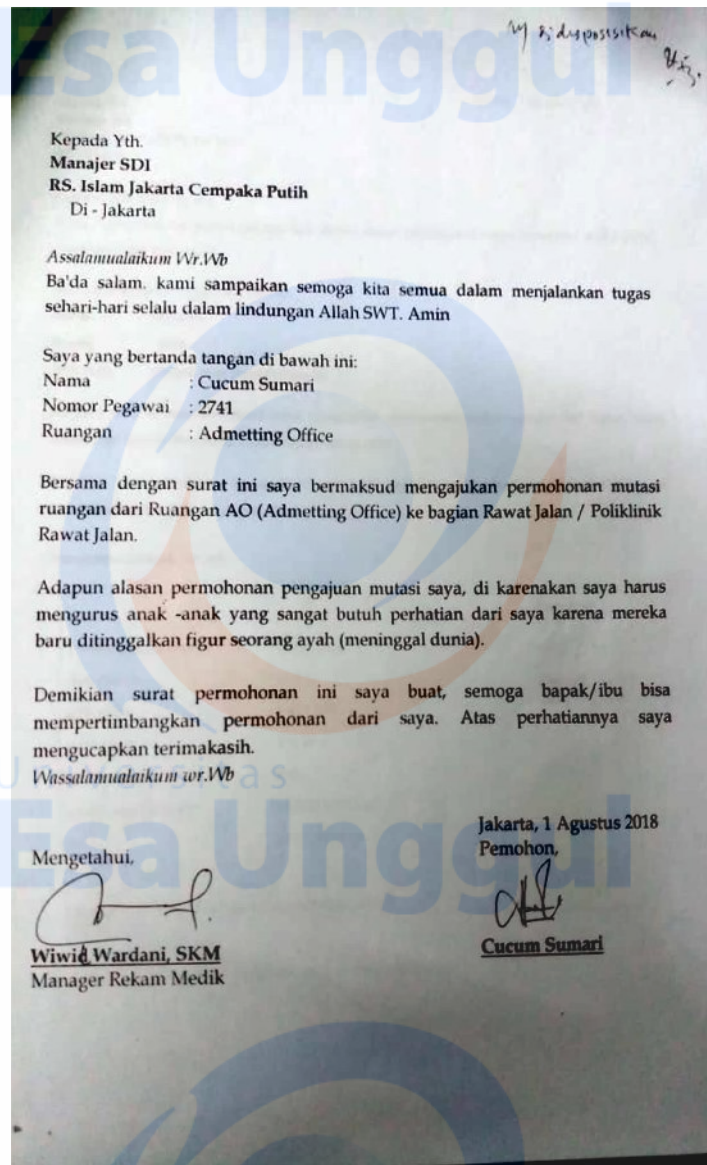 Esa Unggul
Kepada Yth.
Manajer SDI
RS. Islam Jakarta Cempaka Putih
Di - Jakarta
Assalamualaikum Wr.Wb
Ba'da salam. kami sampaikan semoga kita semua dalam menjalankan tugas
sehari-hari selalu dalam lindungan Allah SWT. Amin
Saya yang bertanda tangan di bawah ini:
Nama : Cucum Sumari
Nomor Pegawai : 2741
Ruangan : Admetting Office
Bersama dengan surat ini saya bermaksud mengajukan permohonan mutasi
ruangan dari Ruangan AO (Admetting Office) ke bagian Rawat Jalan / Poliklinik
Rawat Jalan.
Adapun alasan permohonan pengajuan mutasi saya, di karenakan saya harus
mengurus anak -anak yang sangat butuh perhatian dari saya karena mereka
baru ditinggalkan figur seorang ayah (meninggal dunia).
Demikian surat permohonan ini saya buat, semoga bapak/ibu bisa
mempertimbangkan permohonan dari saya. Atas perhatiannya saya
mengucapkan terimakasih.
Wassalamualaikum wr.Wb
Universitas
Esa Unggul
Jakarta, 1 Agustus 2018
Pemohon,
Mengetahui,
Cucum Sumari
Wiwid Wardani, SKM
Manager Rekam Medik